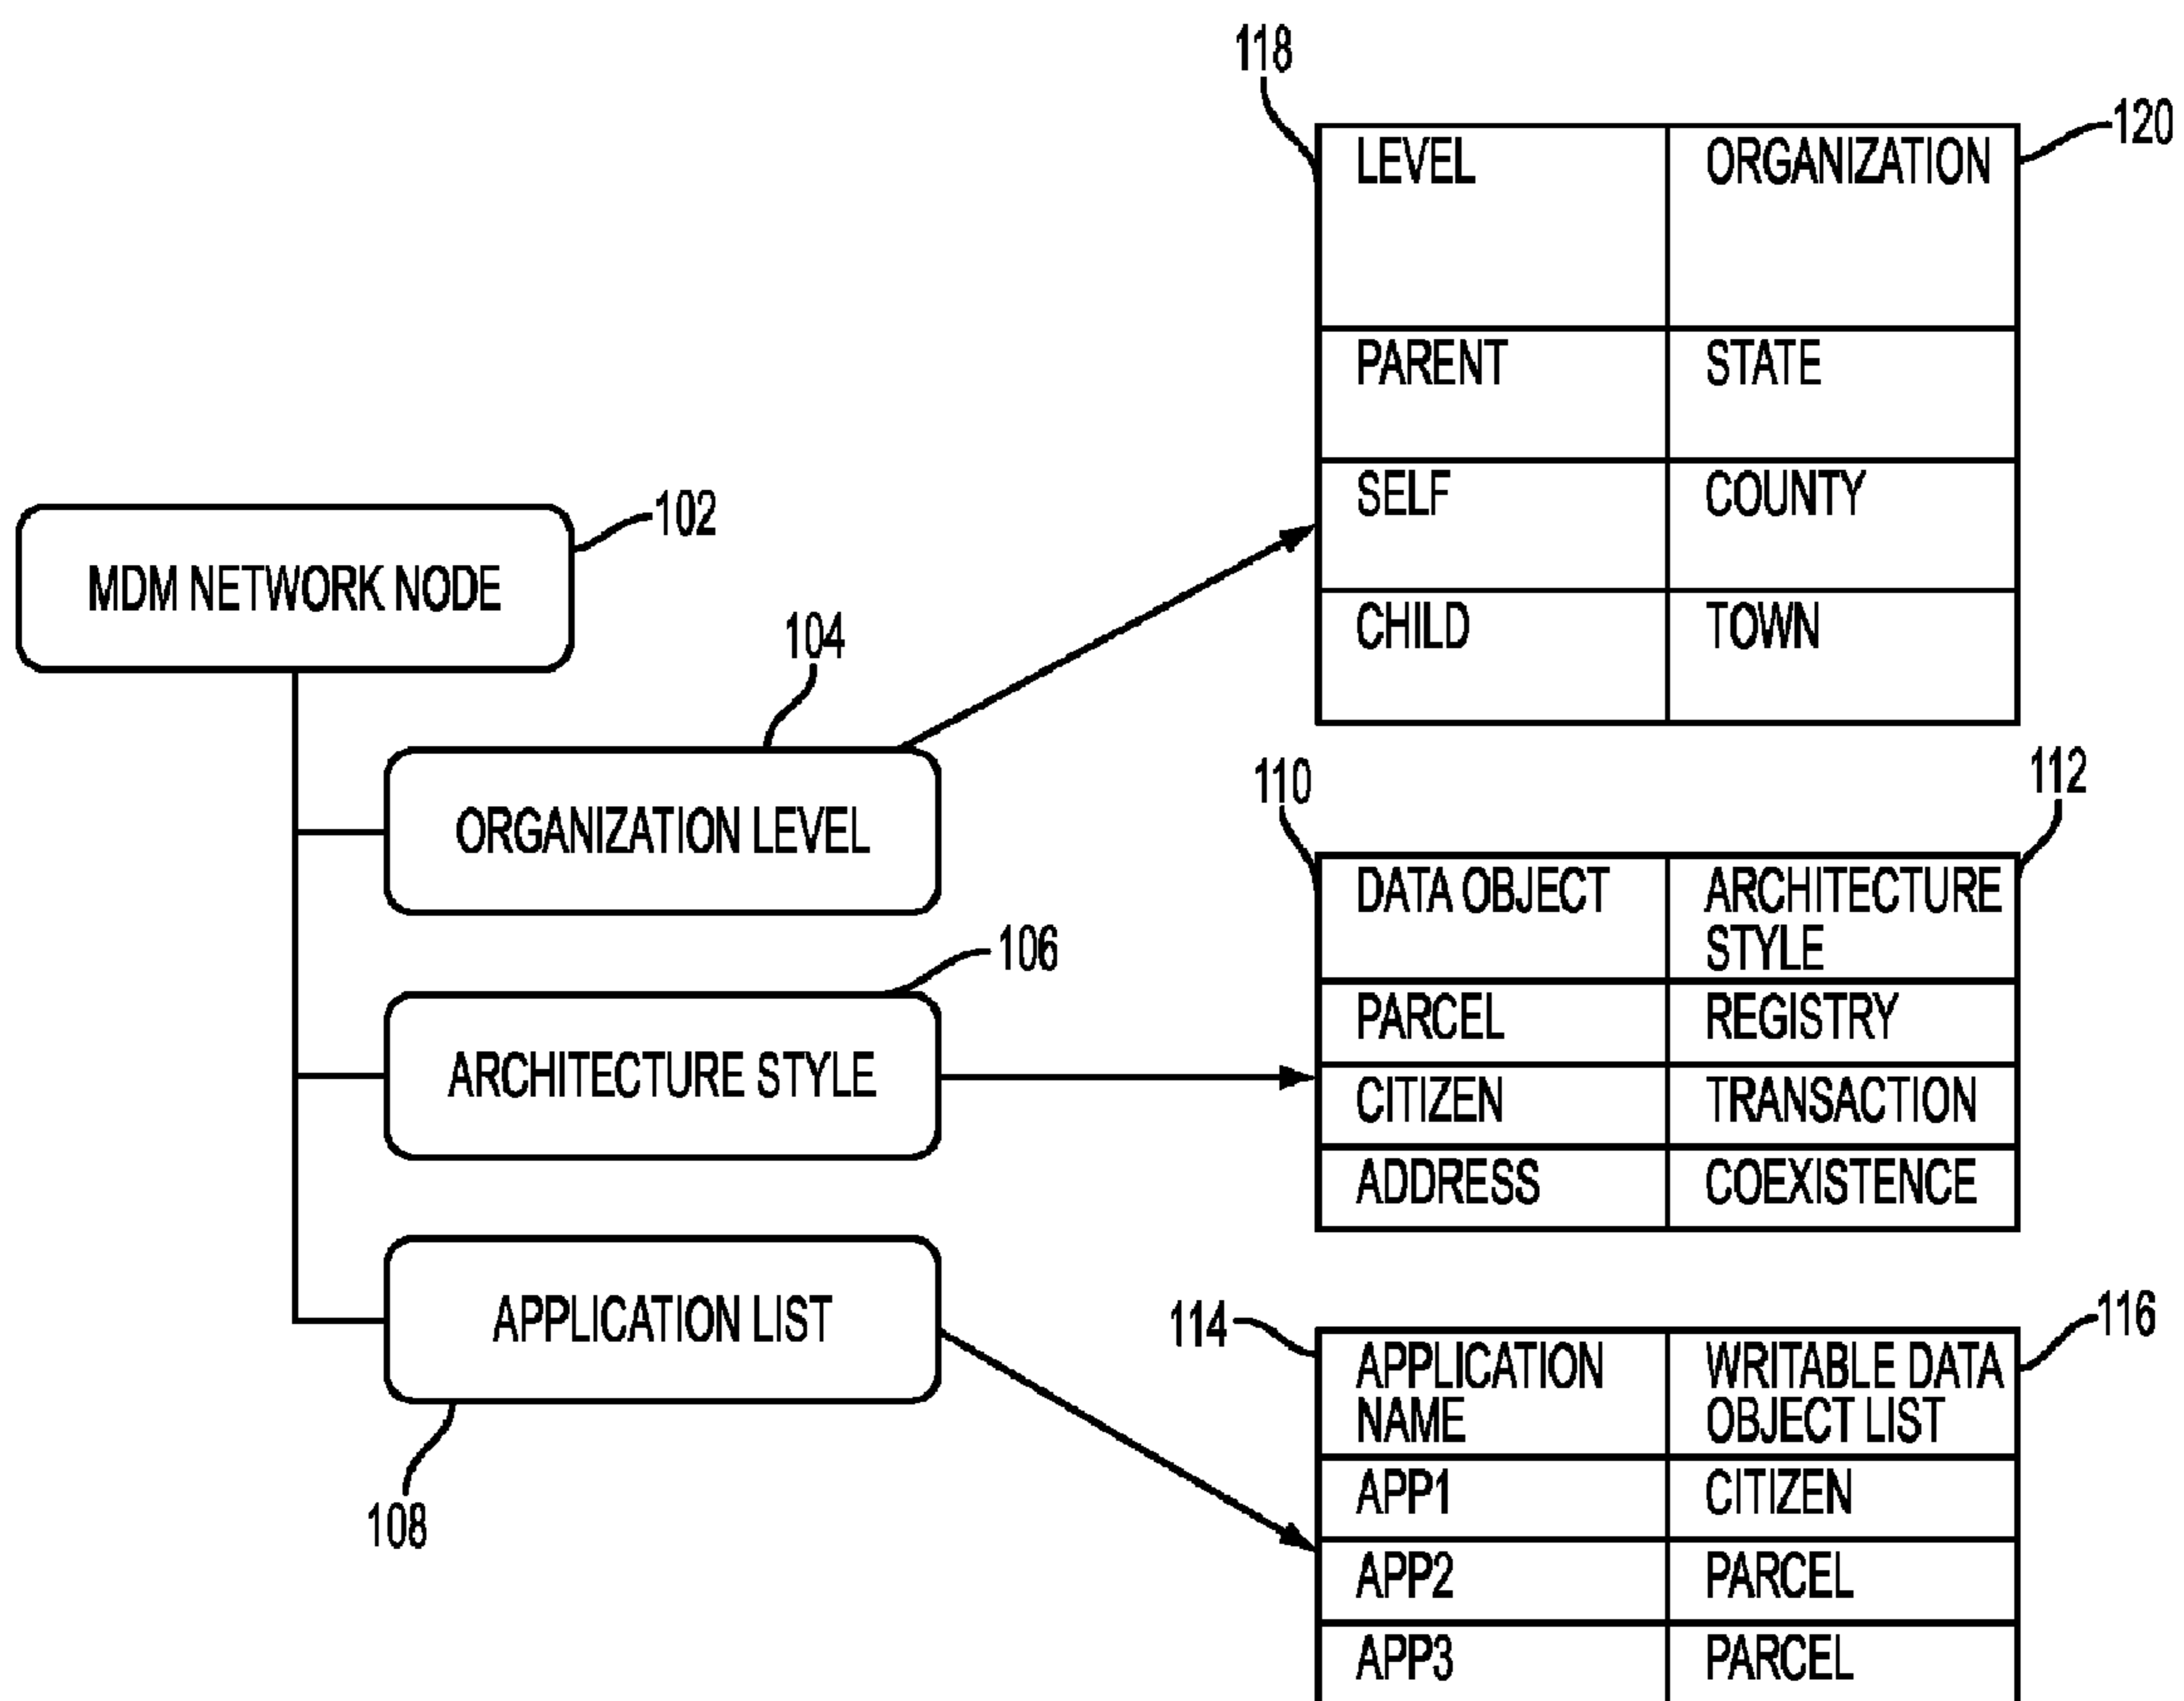 118
120
LEVEL ORGANIZATION
PARENT STATE
SELF COUNTY
CHILD TOWN
102
MDM NETWORK NODE
104
ORGANIZATION LEVEL
110
112
DATA OBJECT ARCHITECTURE
STYLE
PARCEL REGISTRY
CITIZEN TRANSACTION
ADDRESS COEXISTENCE
106
ARCHITECTURE STYLE
APPLICATION LIST
108
114
116
APPLICATION WRITABLE DATA
NAME OBJECT LIST
APP1 CITIZEN
APP2 PARCEL
APP3 PARCEL